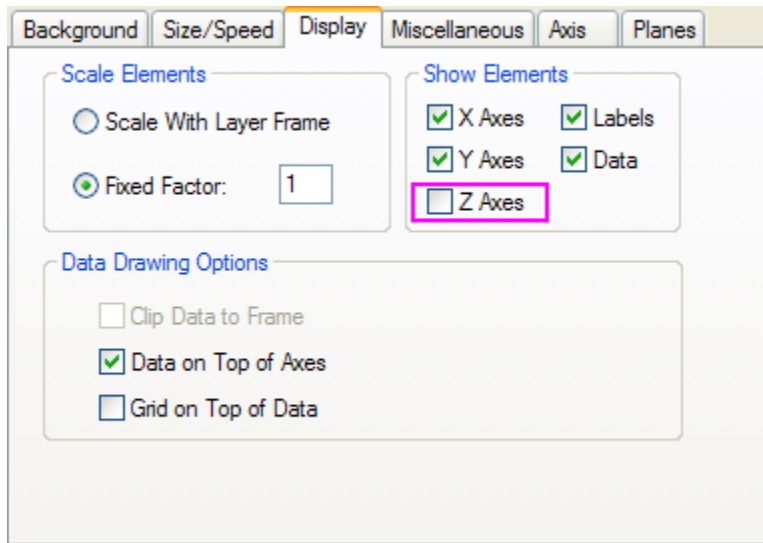 Background Size/Speed Display Miscellaneous Axis Planes
Scale Elements
Scale With Layer Frame
Fixed Factor: 1
Show Elements
X Axes Labels
Y Axes Data
Z Axes
Data Drawing Options
Clip Data to Frame
Data on Top of Axes
Grid on Top of Data